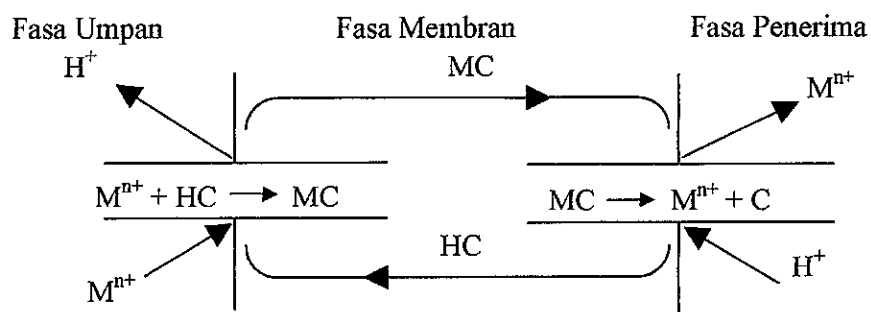 Fasa Umpan Fasa Membran Fasa Penerima
H⁺ MC Mⁿ⁺
Mⁿ⁺ + HC → MC MC → Mⁿ⁺ + C
Mⁿ⁺ HC H⁺